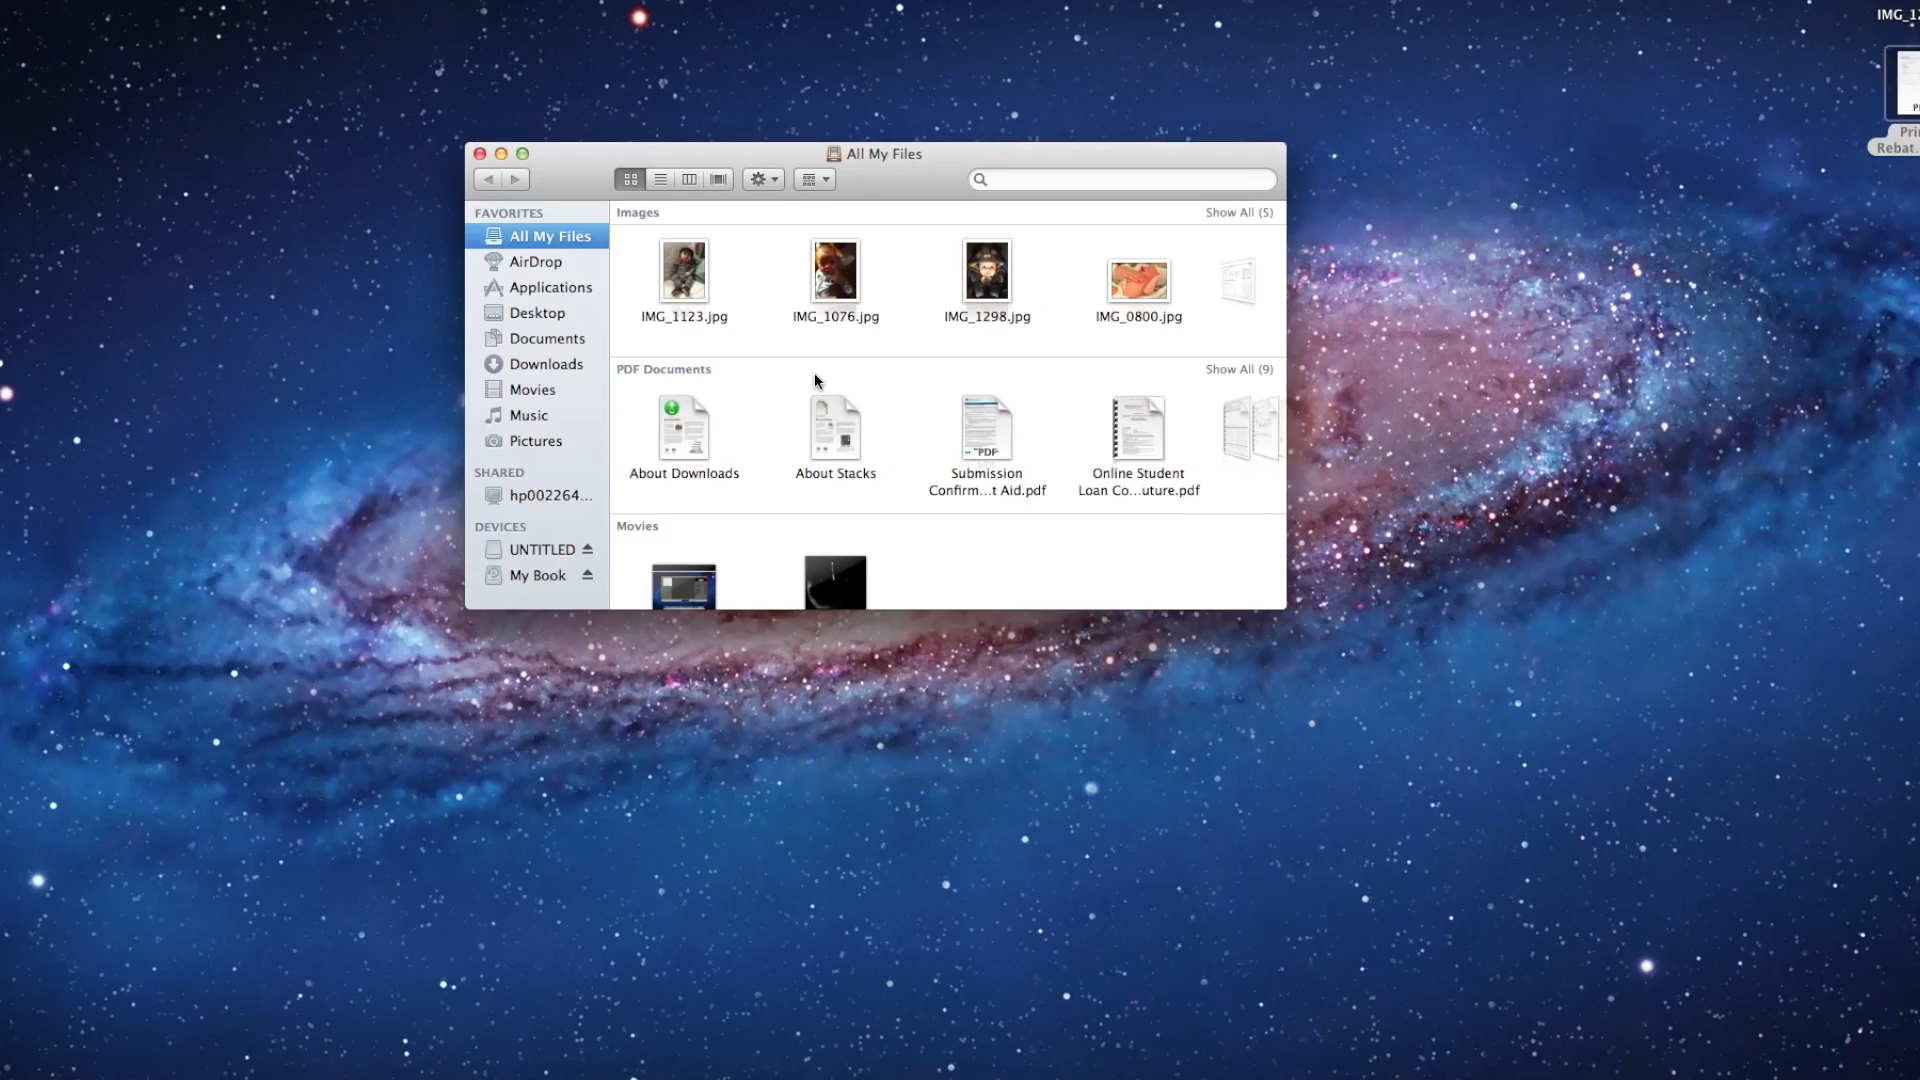 IMG_12
Pri
Rebat.
All My Files
FAVORITES
All My Files
AirDrop
Applications
Desktop
Documents
Downloads
Movies
Music
Pictures
SHARED
hp002264...
DEVICES
UNTITLED
My Book
Images
Show All (5)
IMG_1123.jpg
IMG_1076.jpg
IMG_1298.jpg
IMG_0800.jpg
PDF Documents
Show All (9)
About Downloads
About Stacks
"PDF
Submission
Confirm...t Aid.pdf
Online Student
Loan Co...uture.pdf
Movies